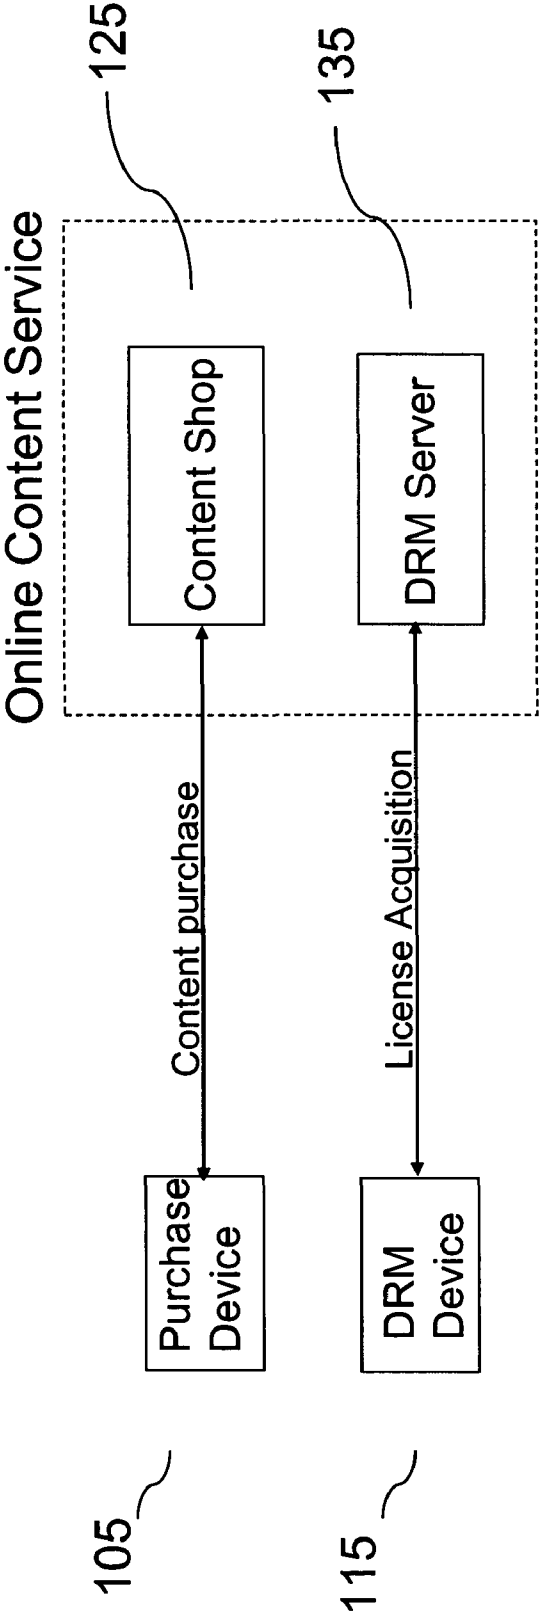 Online Content Service
125
Content Shop
Content purchase
Purchase
Device
105
135
DRM Server
License Acquisition
DRM
Device
115